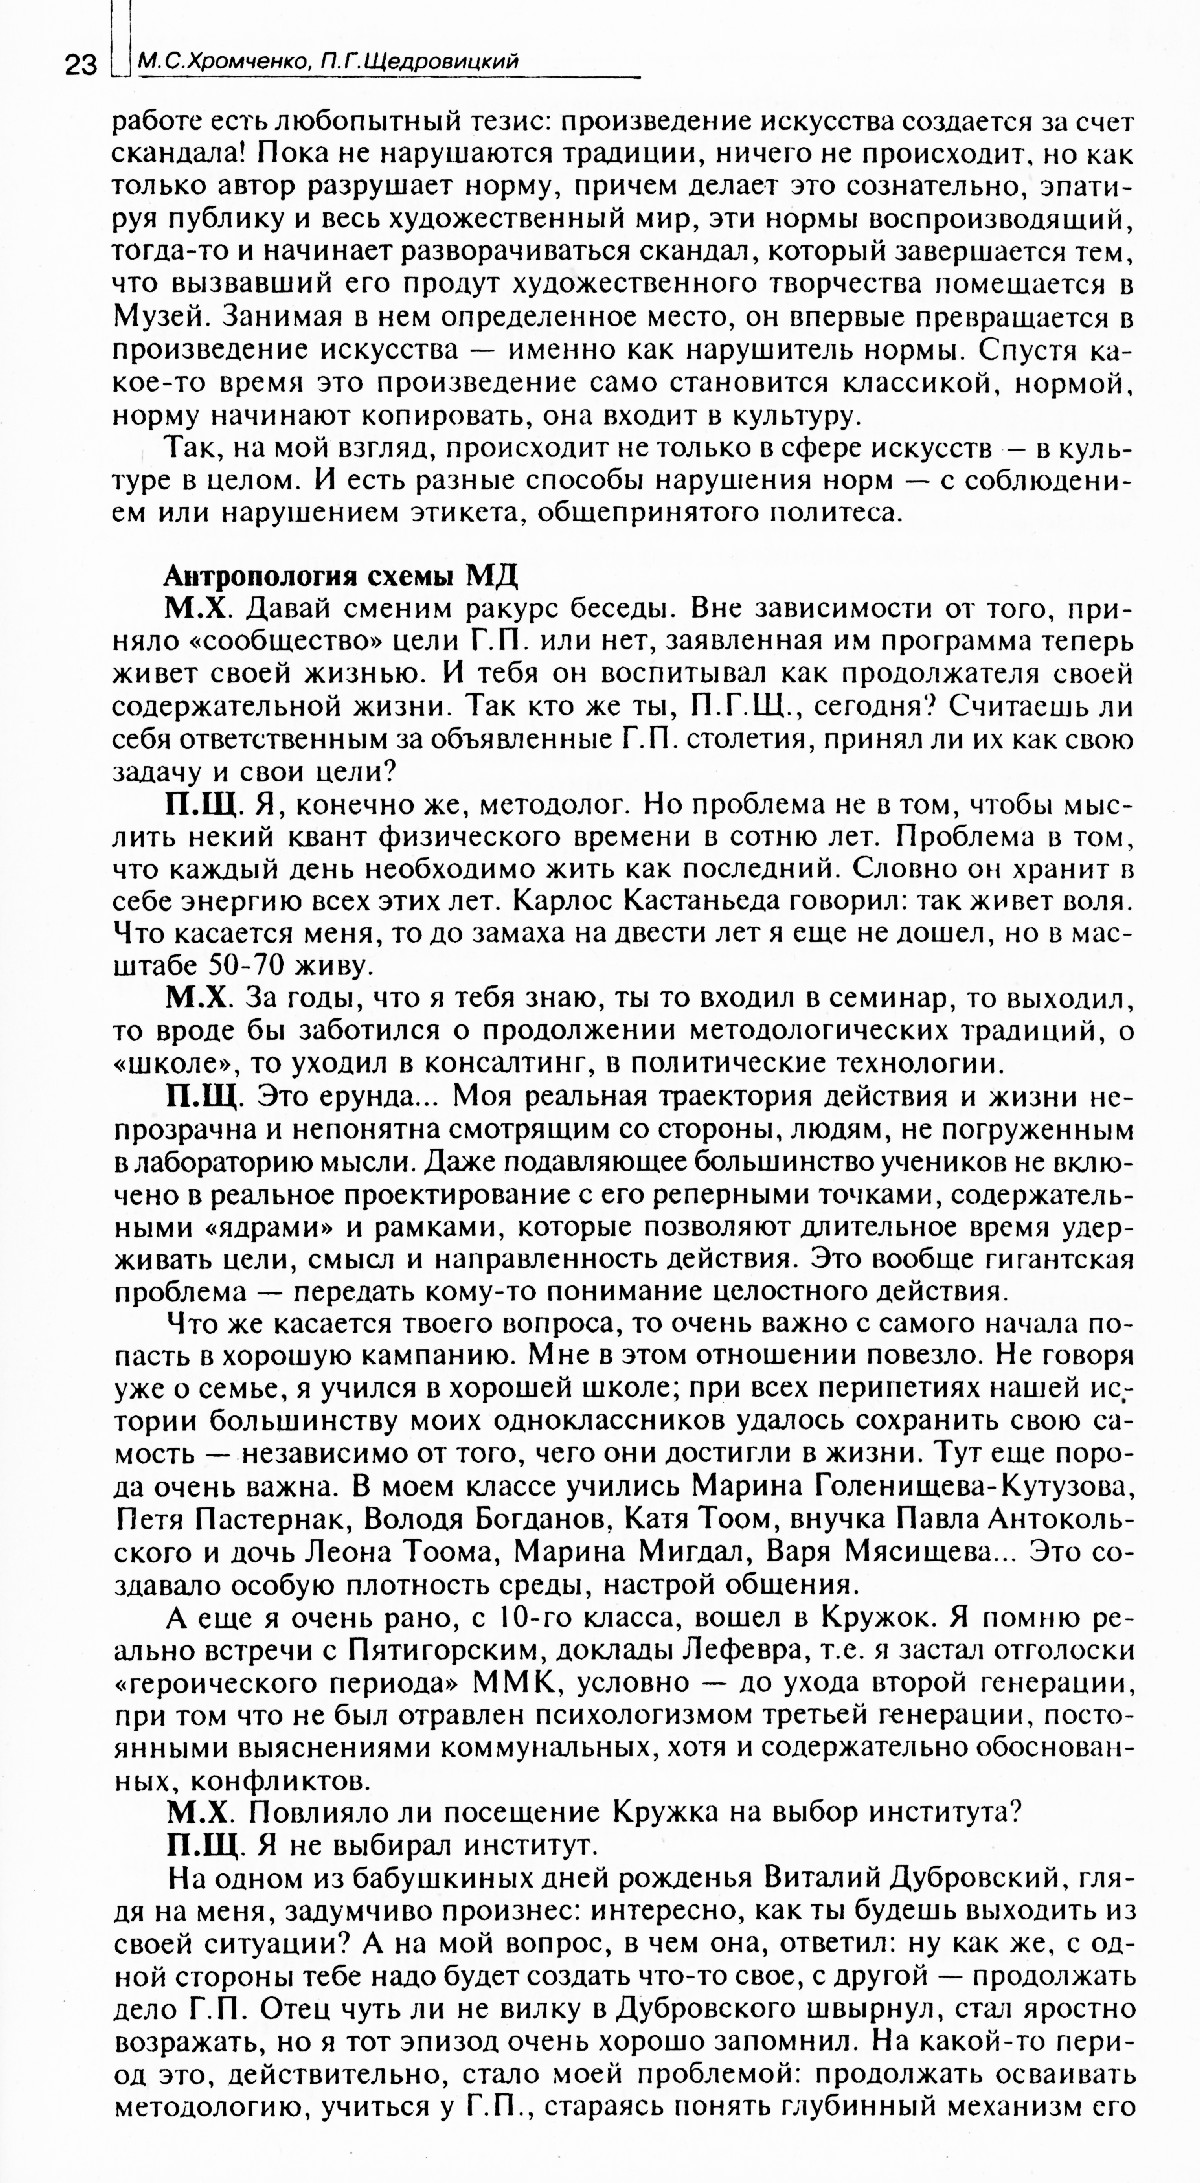 23 М.С.Хромченко, П.Г.Щедровицкий
работе есть любопытный тезис: произведение искусства создается за счет
скандала! Пока не нарушаются традиции, ничего не происходит, но как
только автор разрушает норму, причем делает это сознательно, эпати-
руя публику и весь художественный мир, эти нормы воспроизводящий,
тогда-то и начинает разворачиваться скандал, который завершается тем,
что вызвавший его продут художественного творчества помещается в
Музей. Занимая в нем определенное место, он впервые превращается в
произведение искусства — именно как нарушитель нормы. Спустя ка-
кое-то время это произведение само становится классикой, нормой,
норму начинают копировать, она входит в культуру.
Так, на мой взгляд, происходит не только в сфере искусств — в куль-
туре в целом. И есть разные способы нарушения норм — с соблюдени-
ем или нарушением этикета, общепринятого политеса.
Антропология схемы МД
М.Х. Давай сменим ракурс беседы. Вне зависимости от того, при-
няло «сообщество» цели Г.П. или нет, заявленная им программа теперь
живет своей жизнью. И тебя он воспитывал как продолжателя своей
содержательной жизни. Так кто же ты, П.Г.Щ., сегодня? Считаешь ли
себя ответственным за объявленные Г.П. столетия, принял ли их как свою
задачу и свои цели?
П.Щ. Я, конечно же, методолог. Но проблема не в том, чтобы мыс-
лить некий квант физического времени в сотню лет. Проблема в том,
что каждый день необходимо жить как последний. Словно он хранит в
себе энергию всех этих лет. Карлос Кастаньеда говорил: так живет воля.
Что касается меня, то до замаха на двести лет я еще не дошел, но в мас-
штабе 50-70 живу.
М.Х. За годы, что я тебя знаю, ты то входил в семинар, то выходил,
то вроде бы заботился о продолжении методологических традиций, о
«школе», то уходил в консалтинг, в политические технологии.
П.Щ. Это ерунда... Моя реальная траектория действия и жизни не-
прозрачна и непонятна смотрящим со стороны, людям, не погруженным
в лабораторию мысли. Даже подавляющее большинство учеников не вклю-
чено в реальное проектирование с его реперными точками, содержатель-
ными «ядрами» и рамками, которые позволяют длительное время удер-
живать цели, смысл и направленность действия. Это вообще гигантская
проблема — передать кому-то понимание целостного действия.
Что же касается твоего вопроса, то очень важно с самого начала по-
пасть в хорошую кампанию. Мне в этом отношении повезло. Не говоря
уже о семье, я учился в хорошей школе; при всех перипетиях нашей ис-
тории большинству моих одноклассников удалось сохранить свою са-
мость — независимо от того, чего они достигли в жизни. Тут еще поро-
да очень важна. В моем классе учились Марина Голенищева-Кутузова,
Петя Пастернак, Володя Богданов, Катя Тоом, внучка Павла Антоколь-
ского и дочь Леона Тоома, Марина Мигдал, Варя Мясищева... Это со-
здавало особую плотность среды, настрой общения.
А еще я очень рано, с 10-го класса, вошел в Кружок. Я помню ре-
ально встречи с Пятигорским, доклады Лефевра, т.е. я застал отголоски
«героического периода» ММК, условно — до ухода второй генерации,
при том что не был отравлен психологизмом третьей генерации, посто-
янными выяснениями коммунальных, хотя и содержательно обоснован-
ных, конфликтов.
М.Х. Повлияло ли посещение Кружка на выбор института?
П.Щ. Я не выбирал институт.
На одном из бабушкиных дней рожденья Виталий Дубровский, гля-
дя на меня, задумчиво произнес: интересно, как ты будешь выходить из
своей ситуации? А на мой вопрос, в чем она, ответил: ну как же, с од-
ной стороны тебе надо будет создать что-то свое, с другой — продолжать
дело Г.П. Отец чуть ли не вилку в Дубровского швырнул, стал яростно
возражать, но я тот эпизод очень хорошо запомнил. На какой-то пери-
од это, действительно, стало моей проблемой: продолжать осваивать
методологию, учиться у Г.П., стараясь понять глубинный механизм его